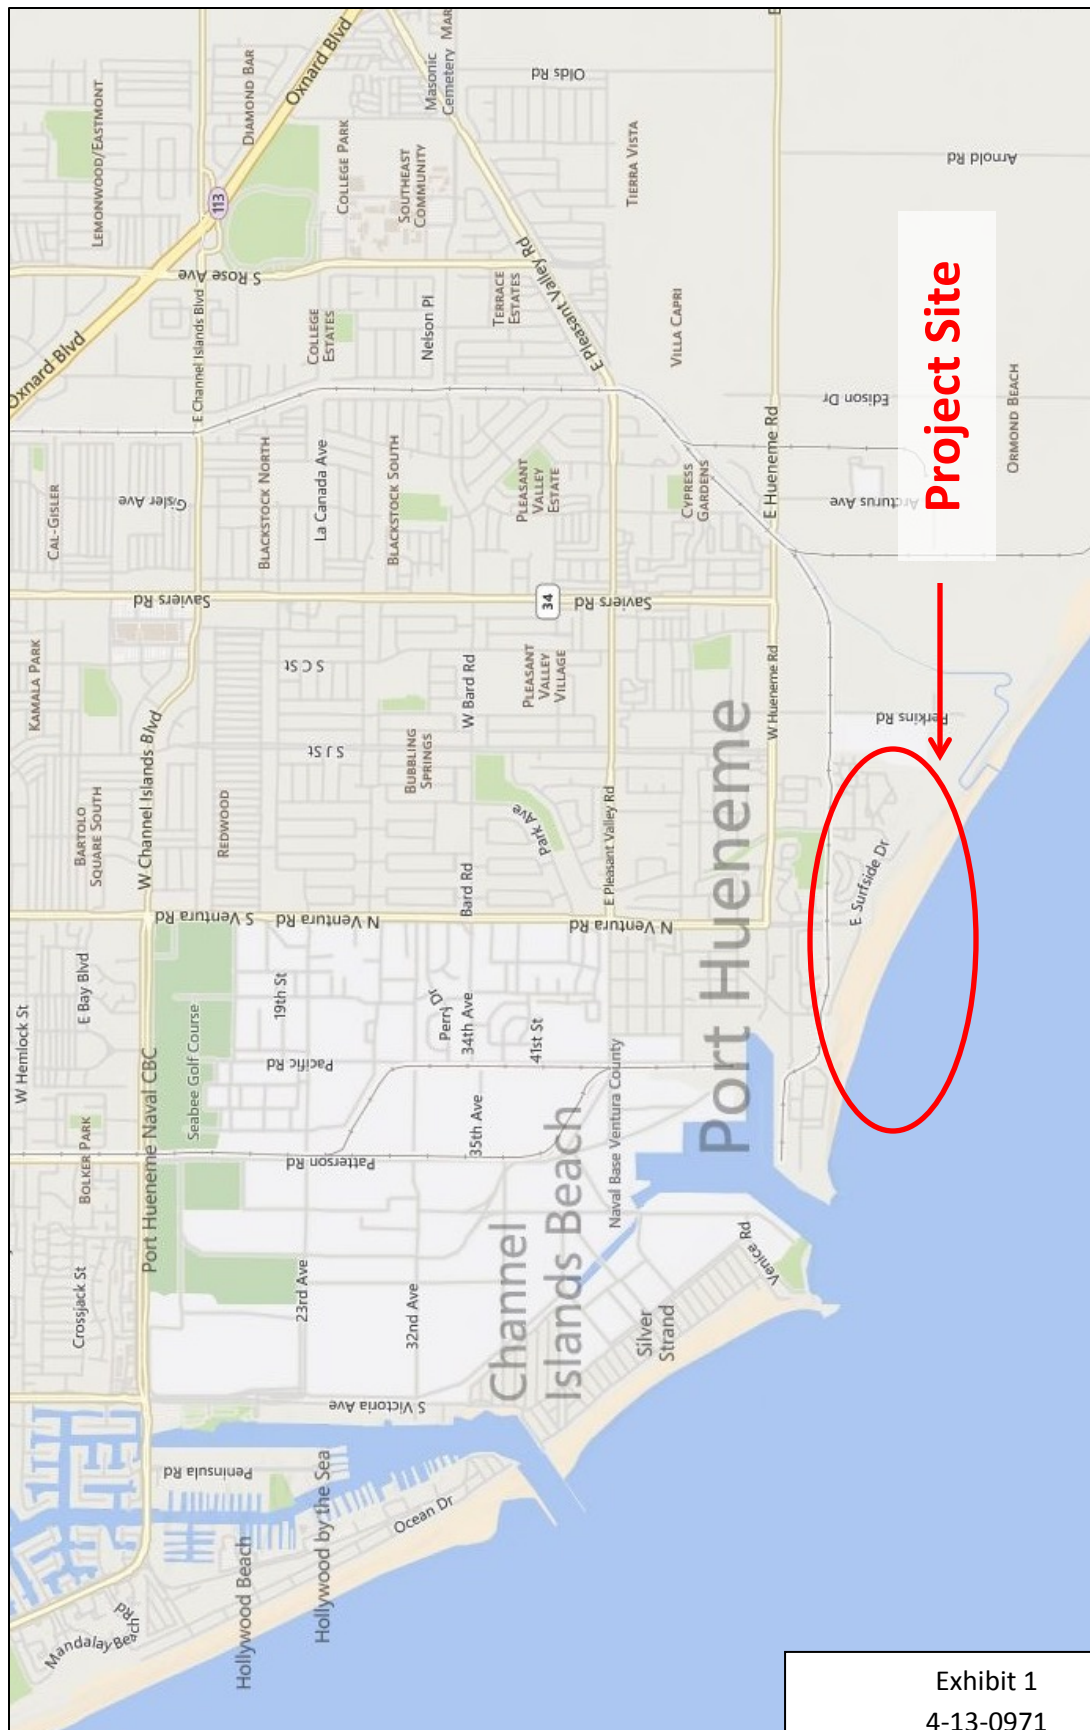 Oxnard Blvd
DIAMOND BAR
LEMONWOOD/EASTMONT
Masonic
Cemetery
MAR
Olds Rd
E
113
COLLEGE PARK
SOUTHEAST
COMMUNITY
TIERRA VISTA
Arnold Rd
S Rose Ave
E Pleasant Valley Rd
Oxnard Blvd
E Channel Islands Blvd
COLLEGE
ESTATES
Nelson Pl
TERRACE
ESTATES
VILLA CAPRI
Project Site
Edison Dr
ORMOND BEACH
CAL-GISLER
Gisler Ave
BLACKSTOCK NORTH
La Canada Ave
BLACKSTOCK SOUTH
PLEASANT
VALLEY
ESTATE
CYPRESS
GARDENS
E Hueneme Rd
Arcturus Ave
Saviers Rd
34
Saviers Rd
KAMALA PARK
W Channel Islands Blvd
S C St
W Bard Rd
PLEASANT
VALLEY
VILLAGE
W Hueneme Rd
Perkins Rd
S J St
BUBBLING
SPRINGS
BARTOLO
SQUARE SOUTH
REDWOOD
Park Ave
E Pleasant Valley Rd
Port Hueneme
E Surfside Dr
Bard Rd
S Ventura Rd
N Ventura Rd
N Ventura Rd
W Hemlock St
E Bay Blvd
Seabee Golf Course
19th St
Perry Dr
34th Ave
41st St
Pacific Rd
Port Hueneme Naval CBC
35th Ave
Naval Base Ventura County
BOLKER PARK
Patterson Rd
Crossjack St
23rd Ave
32nd Ave
Channel
Islands Beach
Silver
Strand
Venice Rd
S Victoria Ave
Peninsula Rd
Hollywood by the Sea
Ocean Dr
Hollywood Beach
Mandalay Beach
Rd
Exhibit 1
4-13-0971